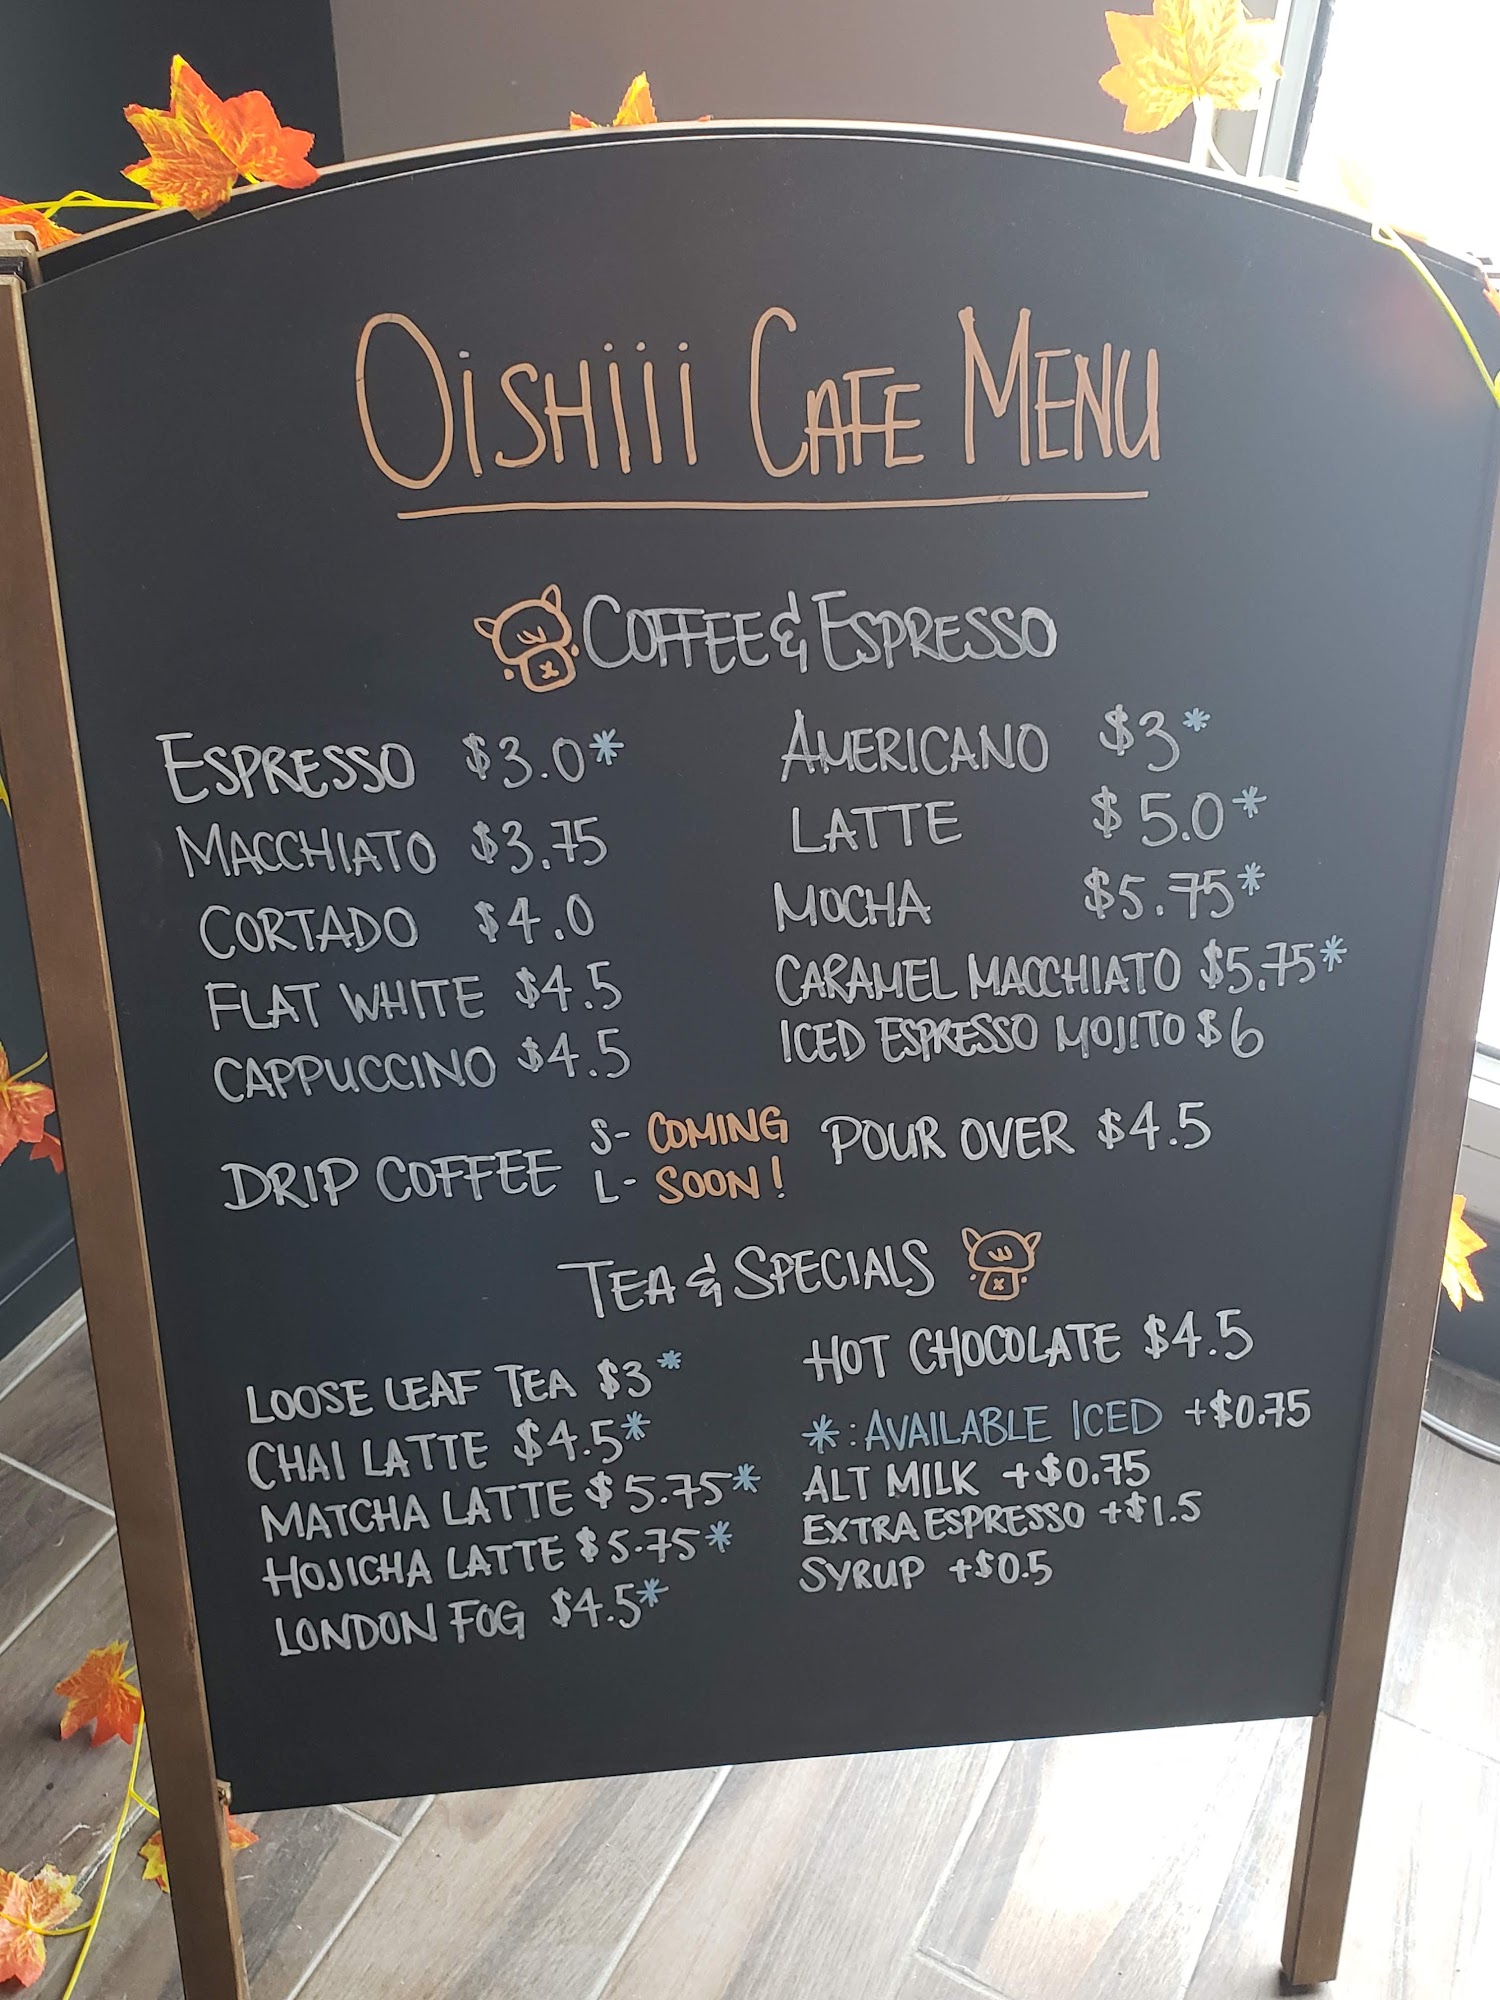 OiSHiii CAFE MENU
COFFEE & ESPRESSO
ESPRESSO $3.0*
MACCHIATO $3.75
CORTADO $4.0
FLAT WHITE $4.5
CAPPUCCINO $4.5
AMERICANO $3*
LATTE $5.0*
MOCHA $5.75*
CARAMEL MACCHIATO $5.75*
ICED ESPRESSO MOJITO $6
DRIP COFFEE S- COMING
L- SOON!
POUR OVER $4.5
TEA & SPECIALS
LOOSE LEAF TEA $3*
CHAI LATTE $4.5*
MATCHA LATTE $5.75*
HOJICHA LATTE $5.75*
LONDON FOG $4.5*
HOT CHOCOLATE $4.5
*: AVAILABLE ICED +$0.75
ALT MILK +$0.75
EXTRA ESPRESSO +$1.5
SYRUP +$0.5